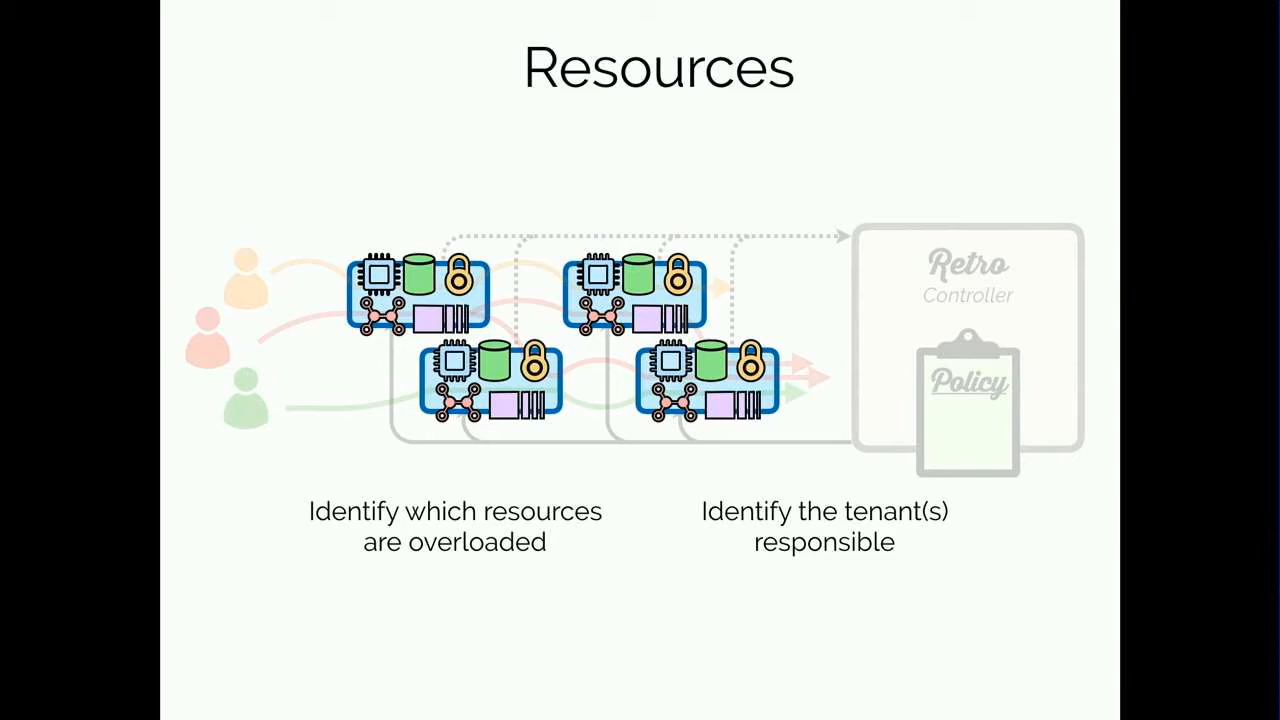 Resources
Retro
Controller
Policy
Identify which resources
are overloaded
Identify the tenant(s)
responsible